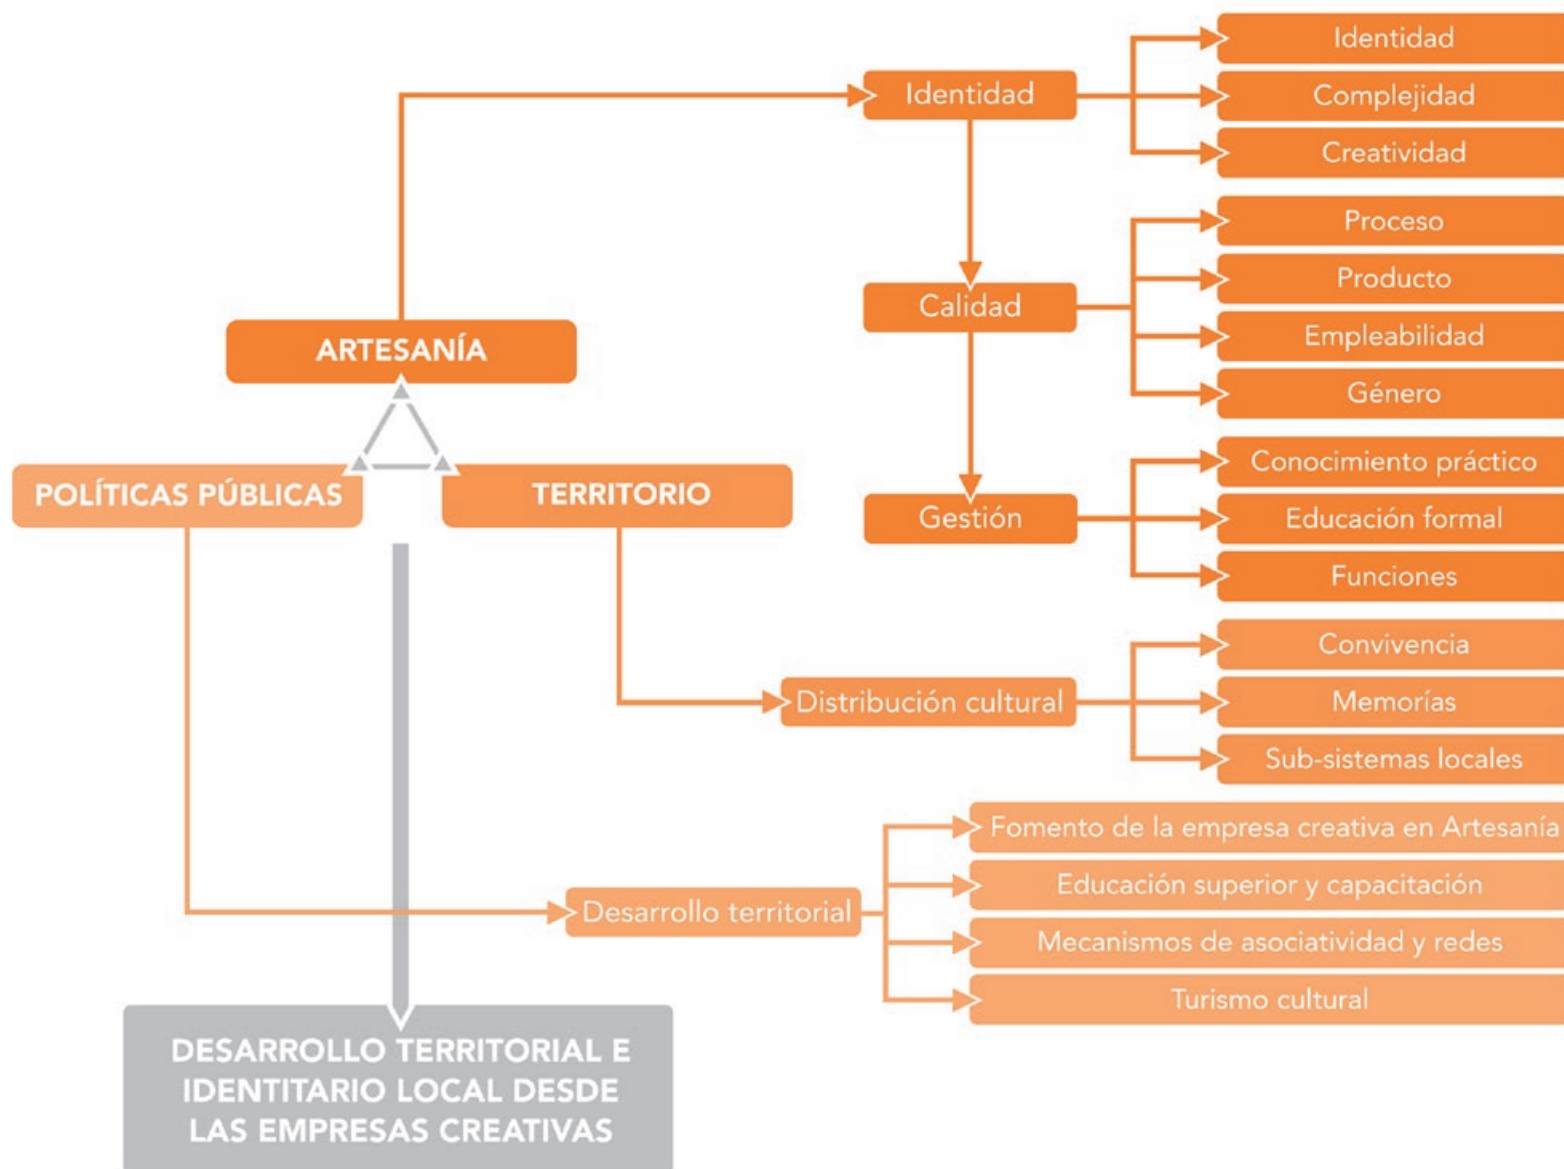 Identidad
Complejidad
Creatividad
Identidad
Proceso
Producto
Empleabilidad
Género
Calidad
ARTESANÍA
POLÍTICAS PÚBLICAS
TERRITORIO
Gestión
Conocimiento práctico
Educación formal
Funciones
Distribución cultural
Convivencia
Memorías
Sub-sistemas locales
Desarrollo territorial
Fomento de la empresa creativa en Artesanía
Educación superior y capacitación
Mecanismos de asociatividad y redes
Turismo cultural
DESARROLLO TERRITORIAL E
IDENTITARIO LOCAL DESDE
LAS EMPRESAS CREATIVAS